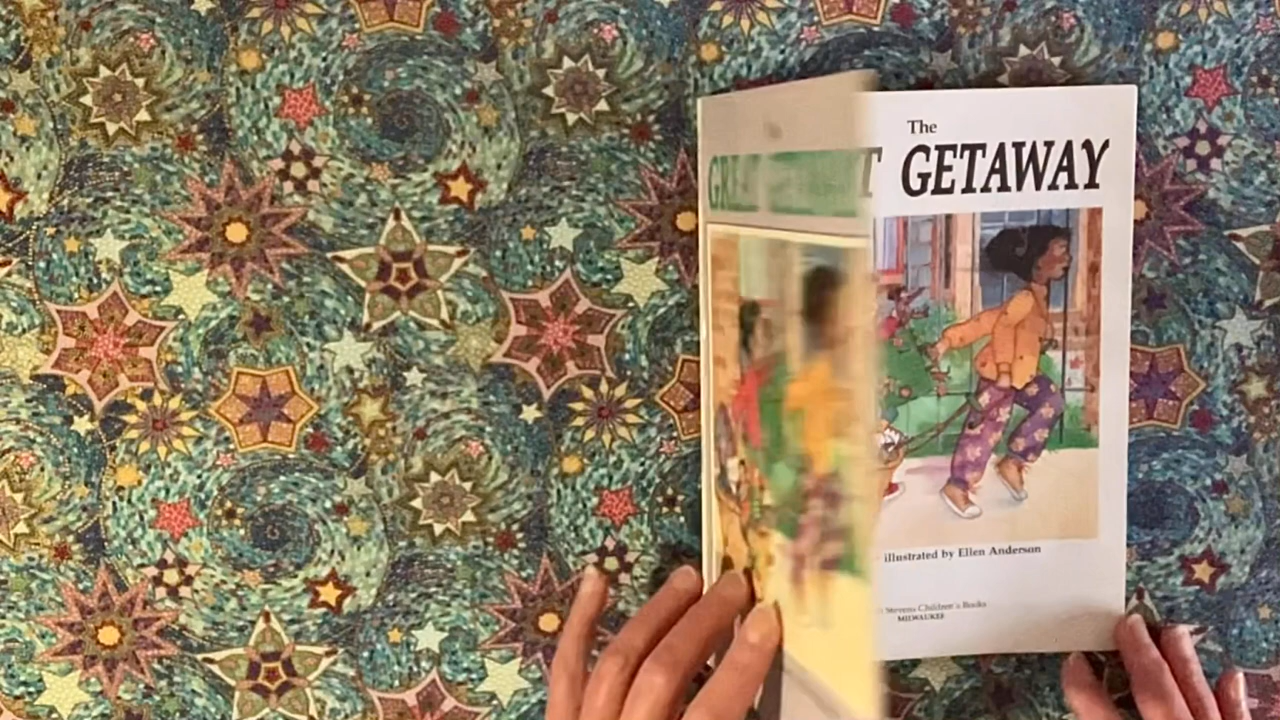 The
T GETAWAY
illustrated by Ellen Anderson
Stevens Children's Books
MILWAUKEE